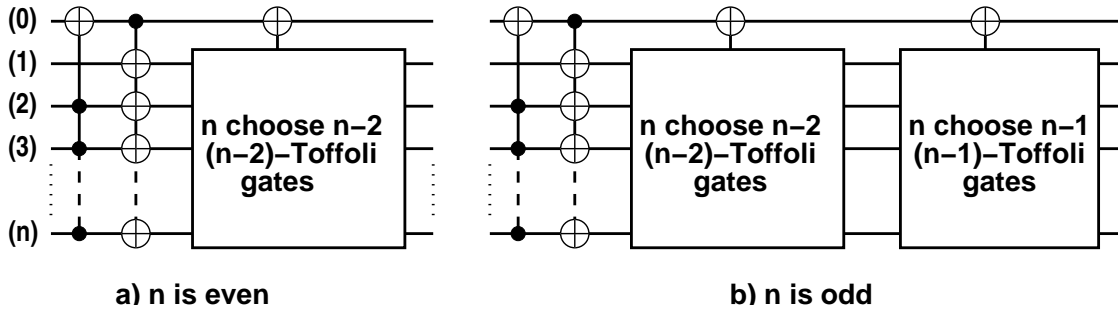 (0)
(1)
(2)
(3)
(n)
n choose n−2
(n−2)−Toffoli
gates
a) n is even
n choose n−2
(n−2)−Toffoli
gates
n choose n−1
(n−1)−Toffoli
gates
b) n is odd